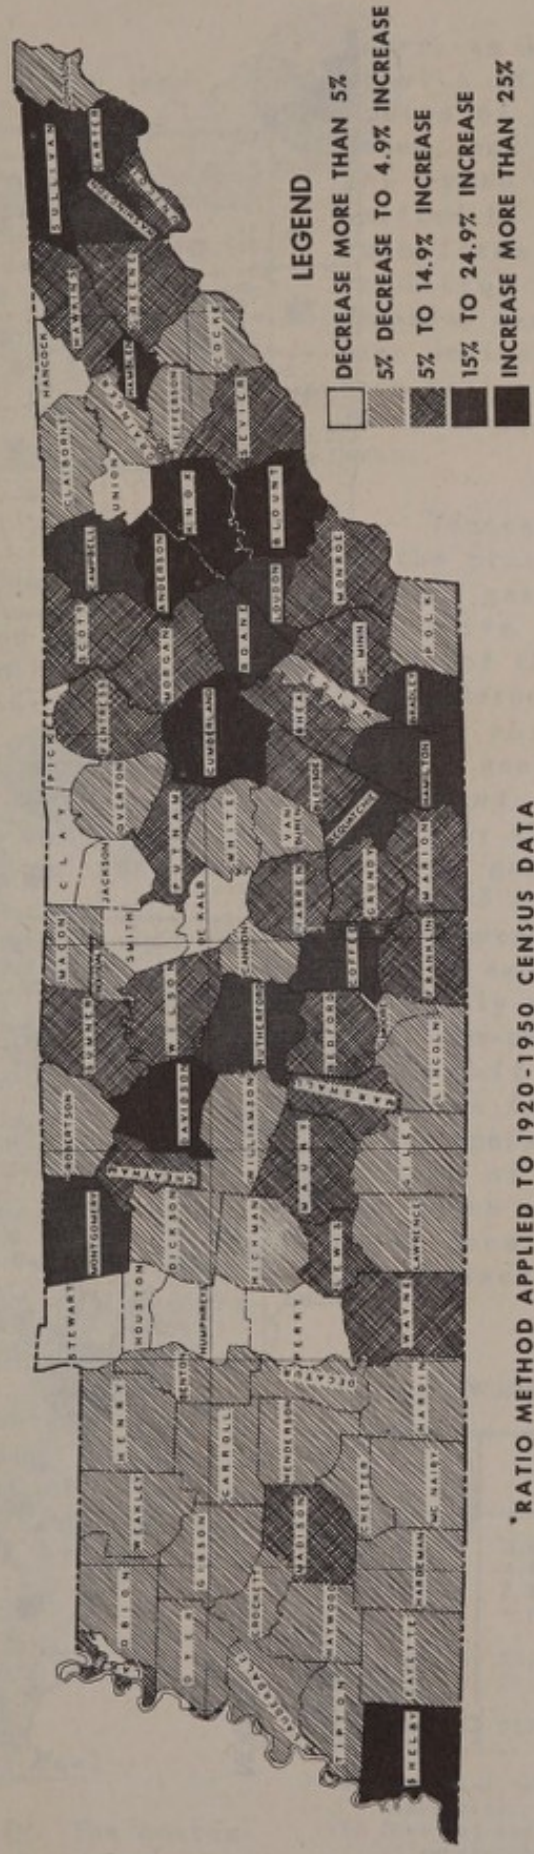 LEGEND
DECREASE MORE THAN 5%
5% DECREASE TO 4.9% INCREASE
5% TO 14.9% INCREASE
15% TO 24.9% INCREASE
INCREASE MORE THAN 25%
SULLIVAN
CARTER
WASHINGTON
HAWKINS
GREENE
HANCOCK
HAMBLEN
COCKE
CLAIBORNE
GRAINGER
JEFFERSON
SEVIER
UNION
KNOX
BLOUNT
CAMPBELL
ANDERSON
LOUDON
MONROE
SCOTT
MORGAN
ROANE
MC MINN
POLK
PICKETT
FENTRESS
CUMBERLAND
RHEA
MEIGS
BRADLEY
CLAY
OVERTON
PUTNAM
WHITE
VAN BUREN
BLEDSOE
SEQUATCHIE
HAMILTON
JACKSON
SMITH
DE KALB
WARREN
GRUNDY
MARION
MACON
CANNON
COFFEE
FRANKLIN
SUMNER
WILSON
RUTHERFORD
BEDFORD
MOORE
LINCOLN
ROBERTSON
DAVIDSON
WILLIAMSON
MARSHALL
CHEATHAM
MAURY
GILES
MONTGOMERY
DICKSON
HICKMAN
LEWIS
LAWRENCE
STEWART
HOUSTON
HUMPHREYS
PERRY
WAYNE
HENRY
BENTON
CARROLL
DECATUR
HENDERSON
HARDIN
WEAKLEY
GIBSON
MADISON
CHESTER
MC NAIRY
OBION
DYER
CROCKETT
HAYWOOD
HARDEMAN
LAKE
LAUDERDALE
TIPTON
FAYETTE
SHELBY
*RATIO METHOD APPLIED TO 1920-1950 CENSUS DATA